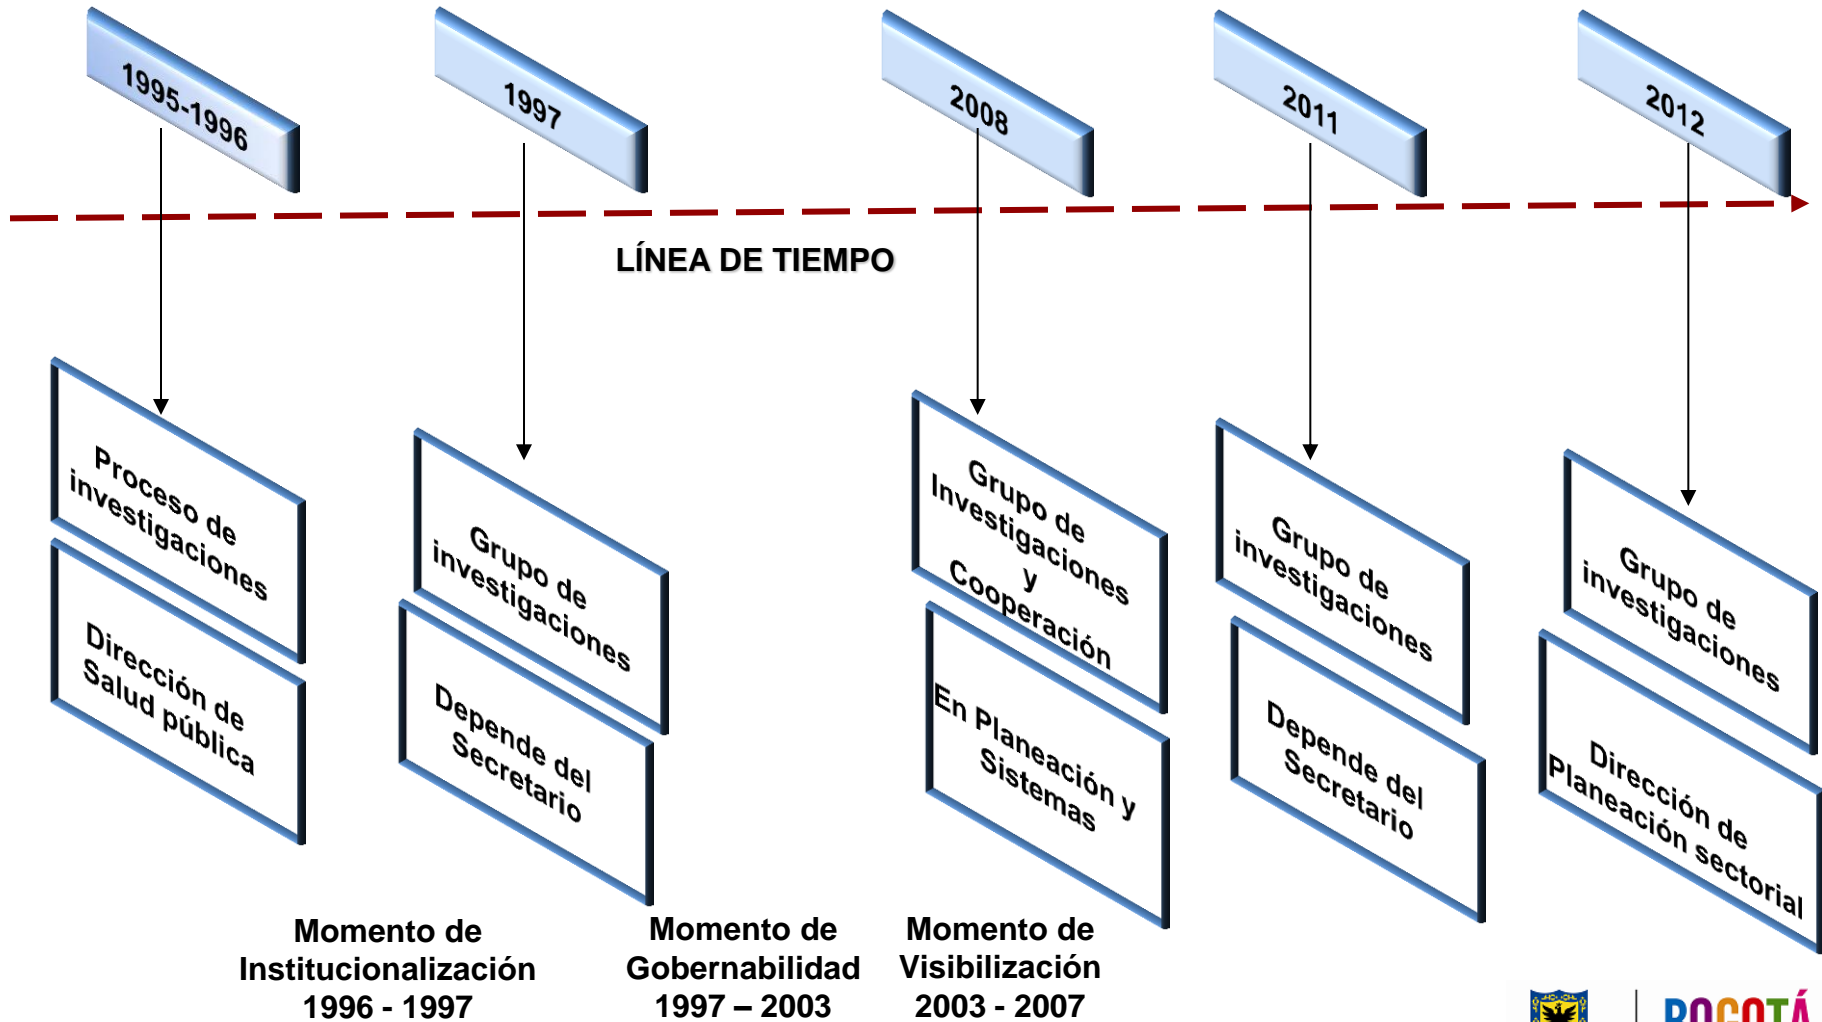 1995-1996
1997
2008
2011
2012
LÍNEA DE TIEMPO
Proceso de
investigaciones
Dirección de
Salud pública
Grupo de
investigaciones
Depende del
Secretario
Grupo de
Investigaciones
y
Cooperación
En Planeación y
Sistemas
Grupo de
investigaciones
Depende del
Secretario
Grupo de
investigaciones
Dirección de
Planeación sectorial
Momento de
Institucionalización
1996 - 1997
Momento de
Gobernabilidad
1997 – 2003
Momento de
Visibilización
2003 - 2007
BOGOTÁ